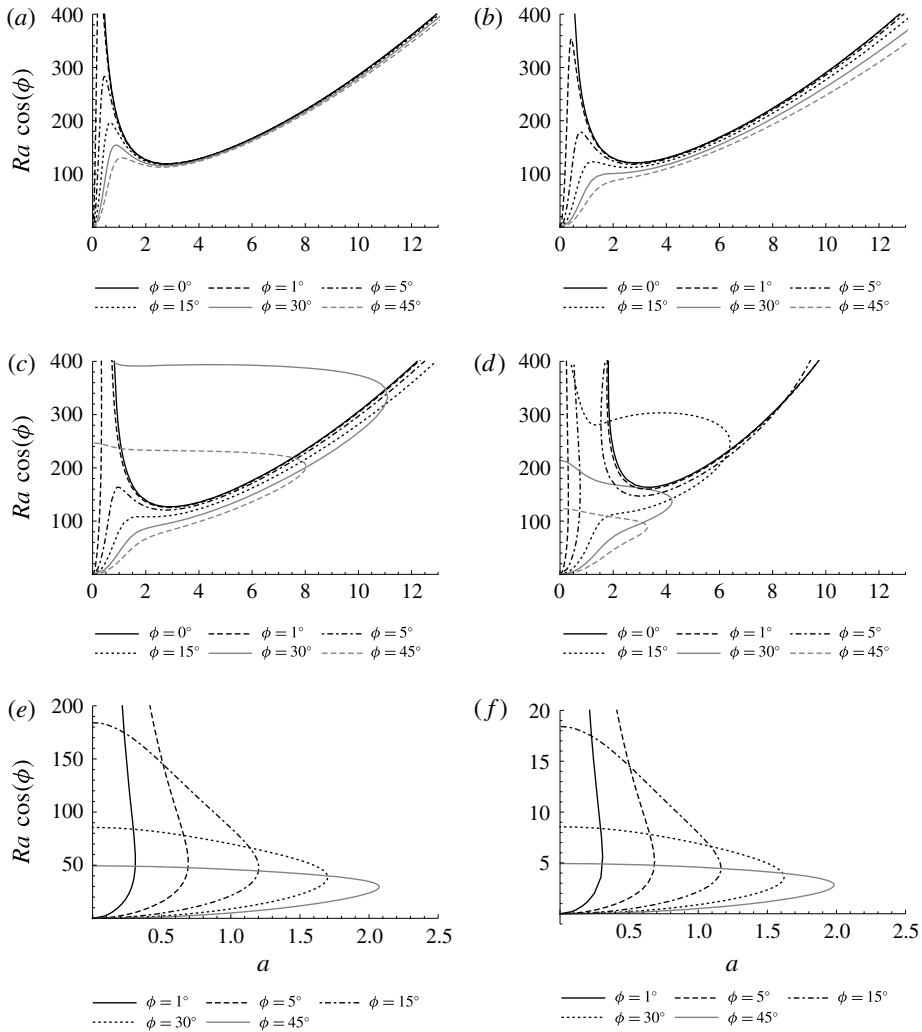 (a) (b)
400 400
300 300
Ra cos(ϕ)
200 200
100 100
0 2 4 6 8 10 12 0 2 4 6 8 10 12
ϕ = 0° ϕ = 1° ϕ = 5° ϕ = 0° ϕ = 1° ϕ = 5°
ϕ = 15° ϕ = 30° ϕ = 45° ϕ = 15° ϕ = 30° ϕ = 45°
(c) (d)
400 400
300 300
Ra cos(ϕ)
200 200
100 100
0 2 4 6 8 10 12 0 2 4 6 8 10 12
ϕ = 0° ϕ = 1° ϕ = 5° ϕ = 0° ϕ = 1° ϕ = 5°
ϕ = 15° ϕ = 30° ϕ = 45° ϕ = 15° ϕ = 30° ϕ = 45°
(e) (f)
200 20
150 15
Ra cos(ϕ)
100 10
50 5
0 0
0.5 1.0 1.5 2.0 2.5 0.5 1.0 1.5 2.0 2.5
a a
ϕ = 1° ϕ = 5° ϕ = 15° ϕ = 1° ϕ = 5° ϕ = 15°
ϕ = 30° ϕ = 45° ϕ = 30° ϕ = 45°